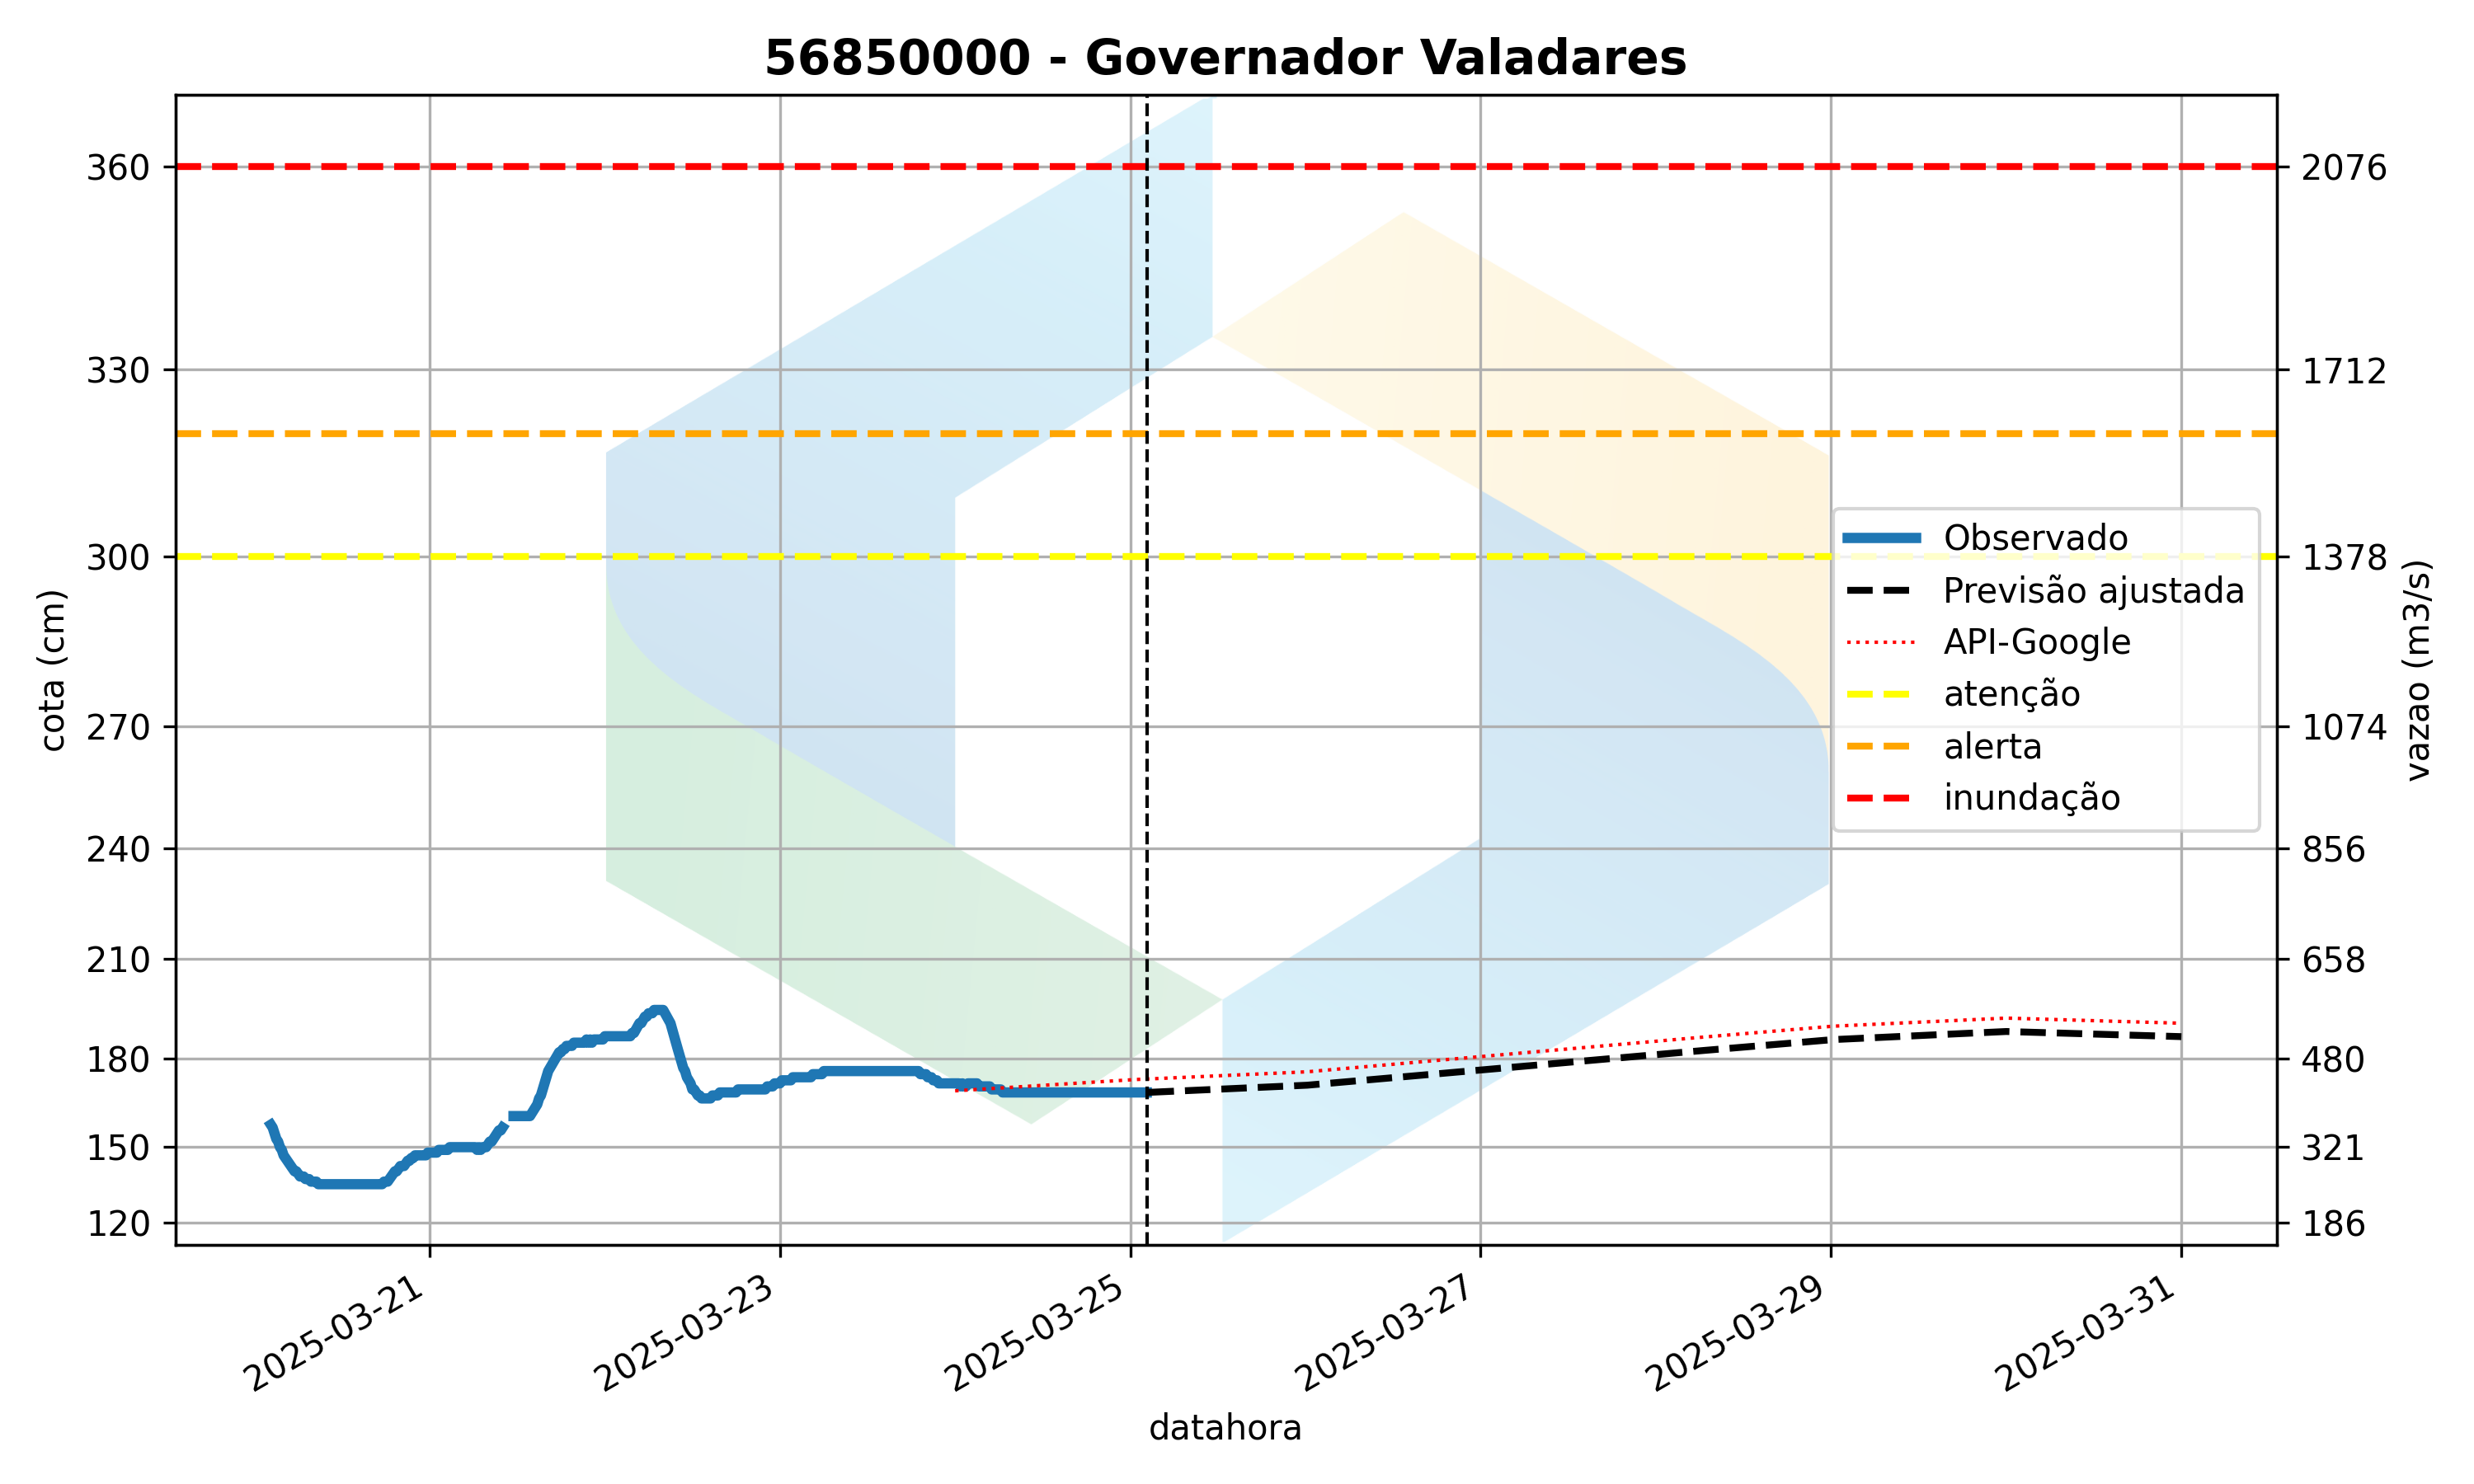 56850000 - Governador Valadares
360
330
300
270
240
210
180
150
120
cota (cm)
2076
1712
1378
1074
856
658
480
321
186
vazao (m3/s)
Observado
Previsão ajustada
API-Google
atenção
alerta
inundação
2025-03-21
2025-03-23
2025-03-25
2025-03-27
2025-03-29
2025-03-31
datahora